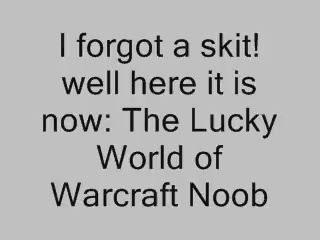 I forgot a skit!
well here it is
now: The Lucky
World of
Warcraft Noob